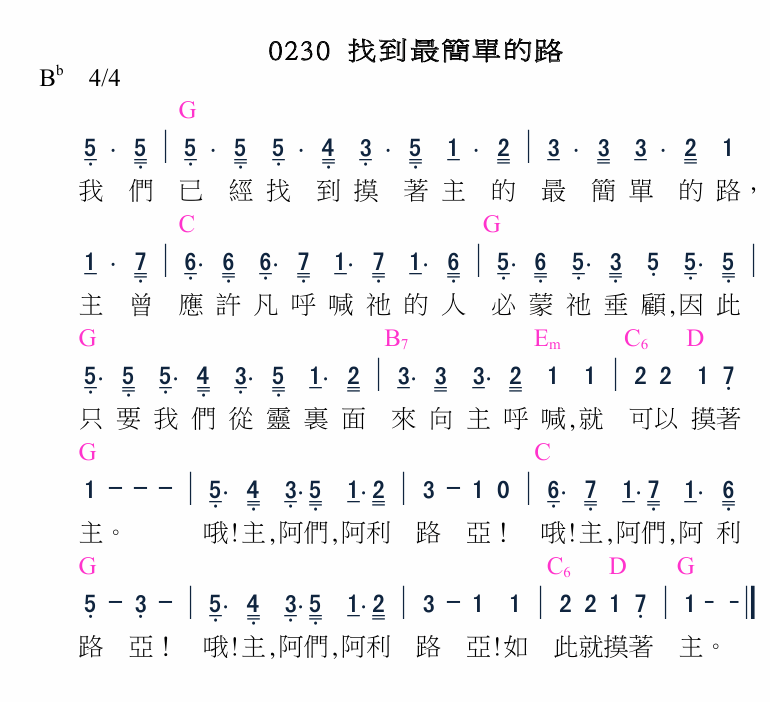 0230 找到最簡單的路
B♭ 4/4
G
5 · 5 | 5 · 5 5 · 4 3 · 5 1 · 2 | 3 · 3 3 · 2 1
我們已經找到摸著主的最簡單的路，
C G
1 · 7 | 6· 6 6· 7 1· 7 1· 6 | 5· 6 5· 3 5 5· 5 |
主曾應許凡呼喊祂的人必蒙祂垂顧,因此
G B7 Em C6 D
5· 5 5· 4 3· 5 1· 2 | 3· 3 3· 2 1 1 | 2 2 1 7
只要我們從靈裏面來向主呼喊,就可以摸著
G C
1 - - - | 5· 4 3·5 1·2 | 3 - 1 0 | 6· 7 1·7 1· 6
主。 哦!主,阿們,阿利路亞! 哦!主,阿們,阿利
G C6 D G
5 - 3 - | 5· 4 3·5 1·2 | 3 - 1 1 | 2 2 1 7 | 1 - - ||
路亞! 哦!主,阿們,阿利路亞!如此就摸著主。